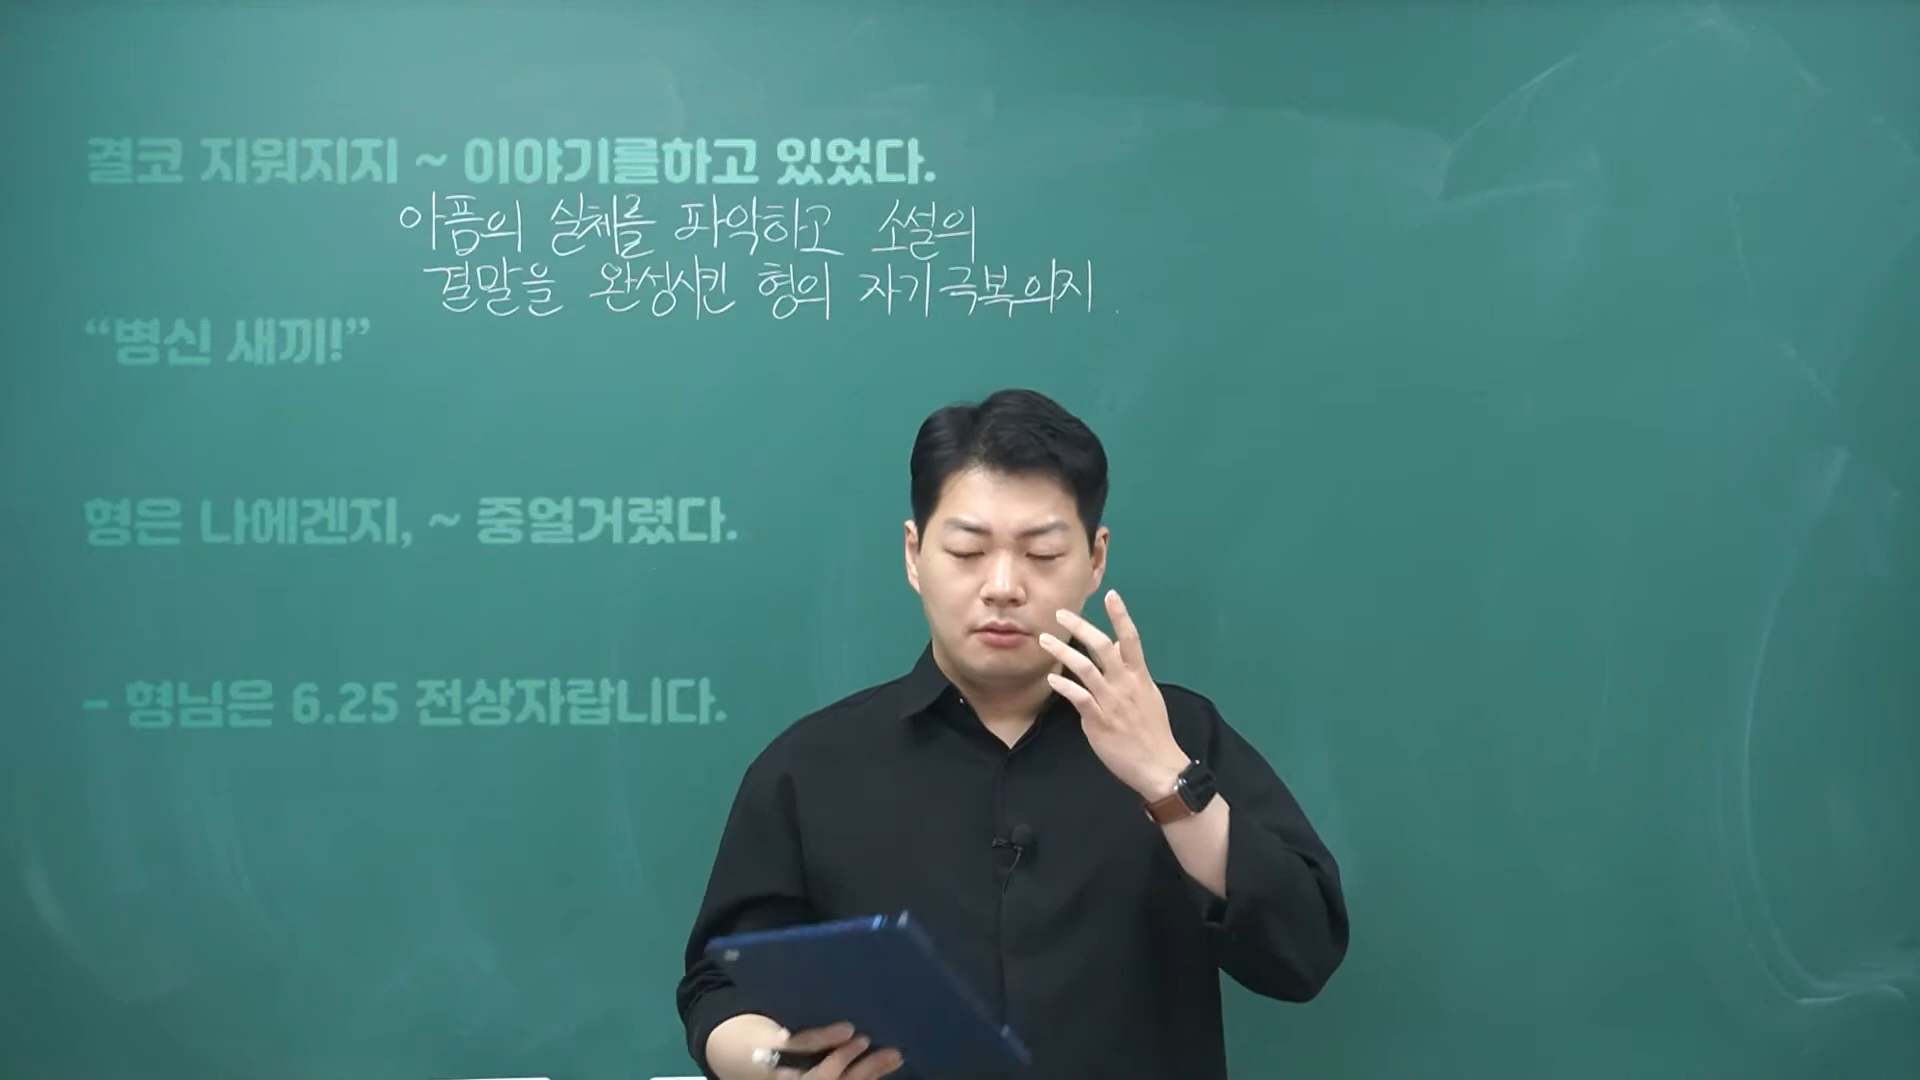 결코 지워지지 ~ 이야기를하고 있었다.
아픔의 실체를 파악하고 소설의
결말을 완성시킨 형의 자기극복의지.
“병신 새끼!”
형은 나에겐지, ~ 중얼거렸다.
- 형님은 6.25 전상자랍니다.